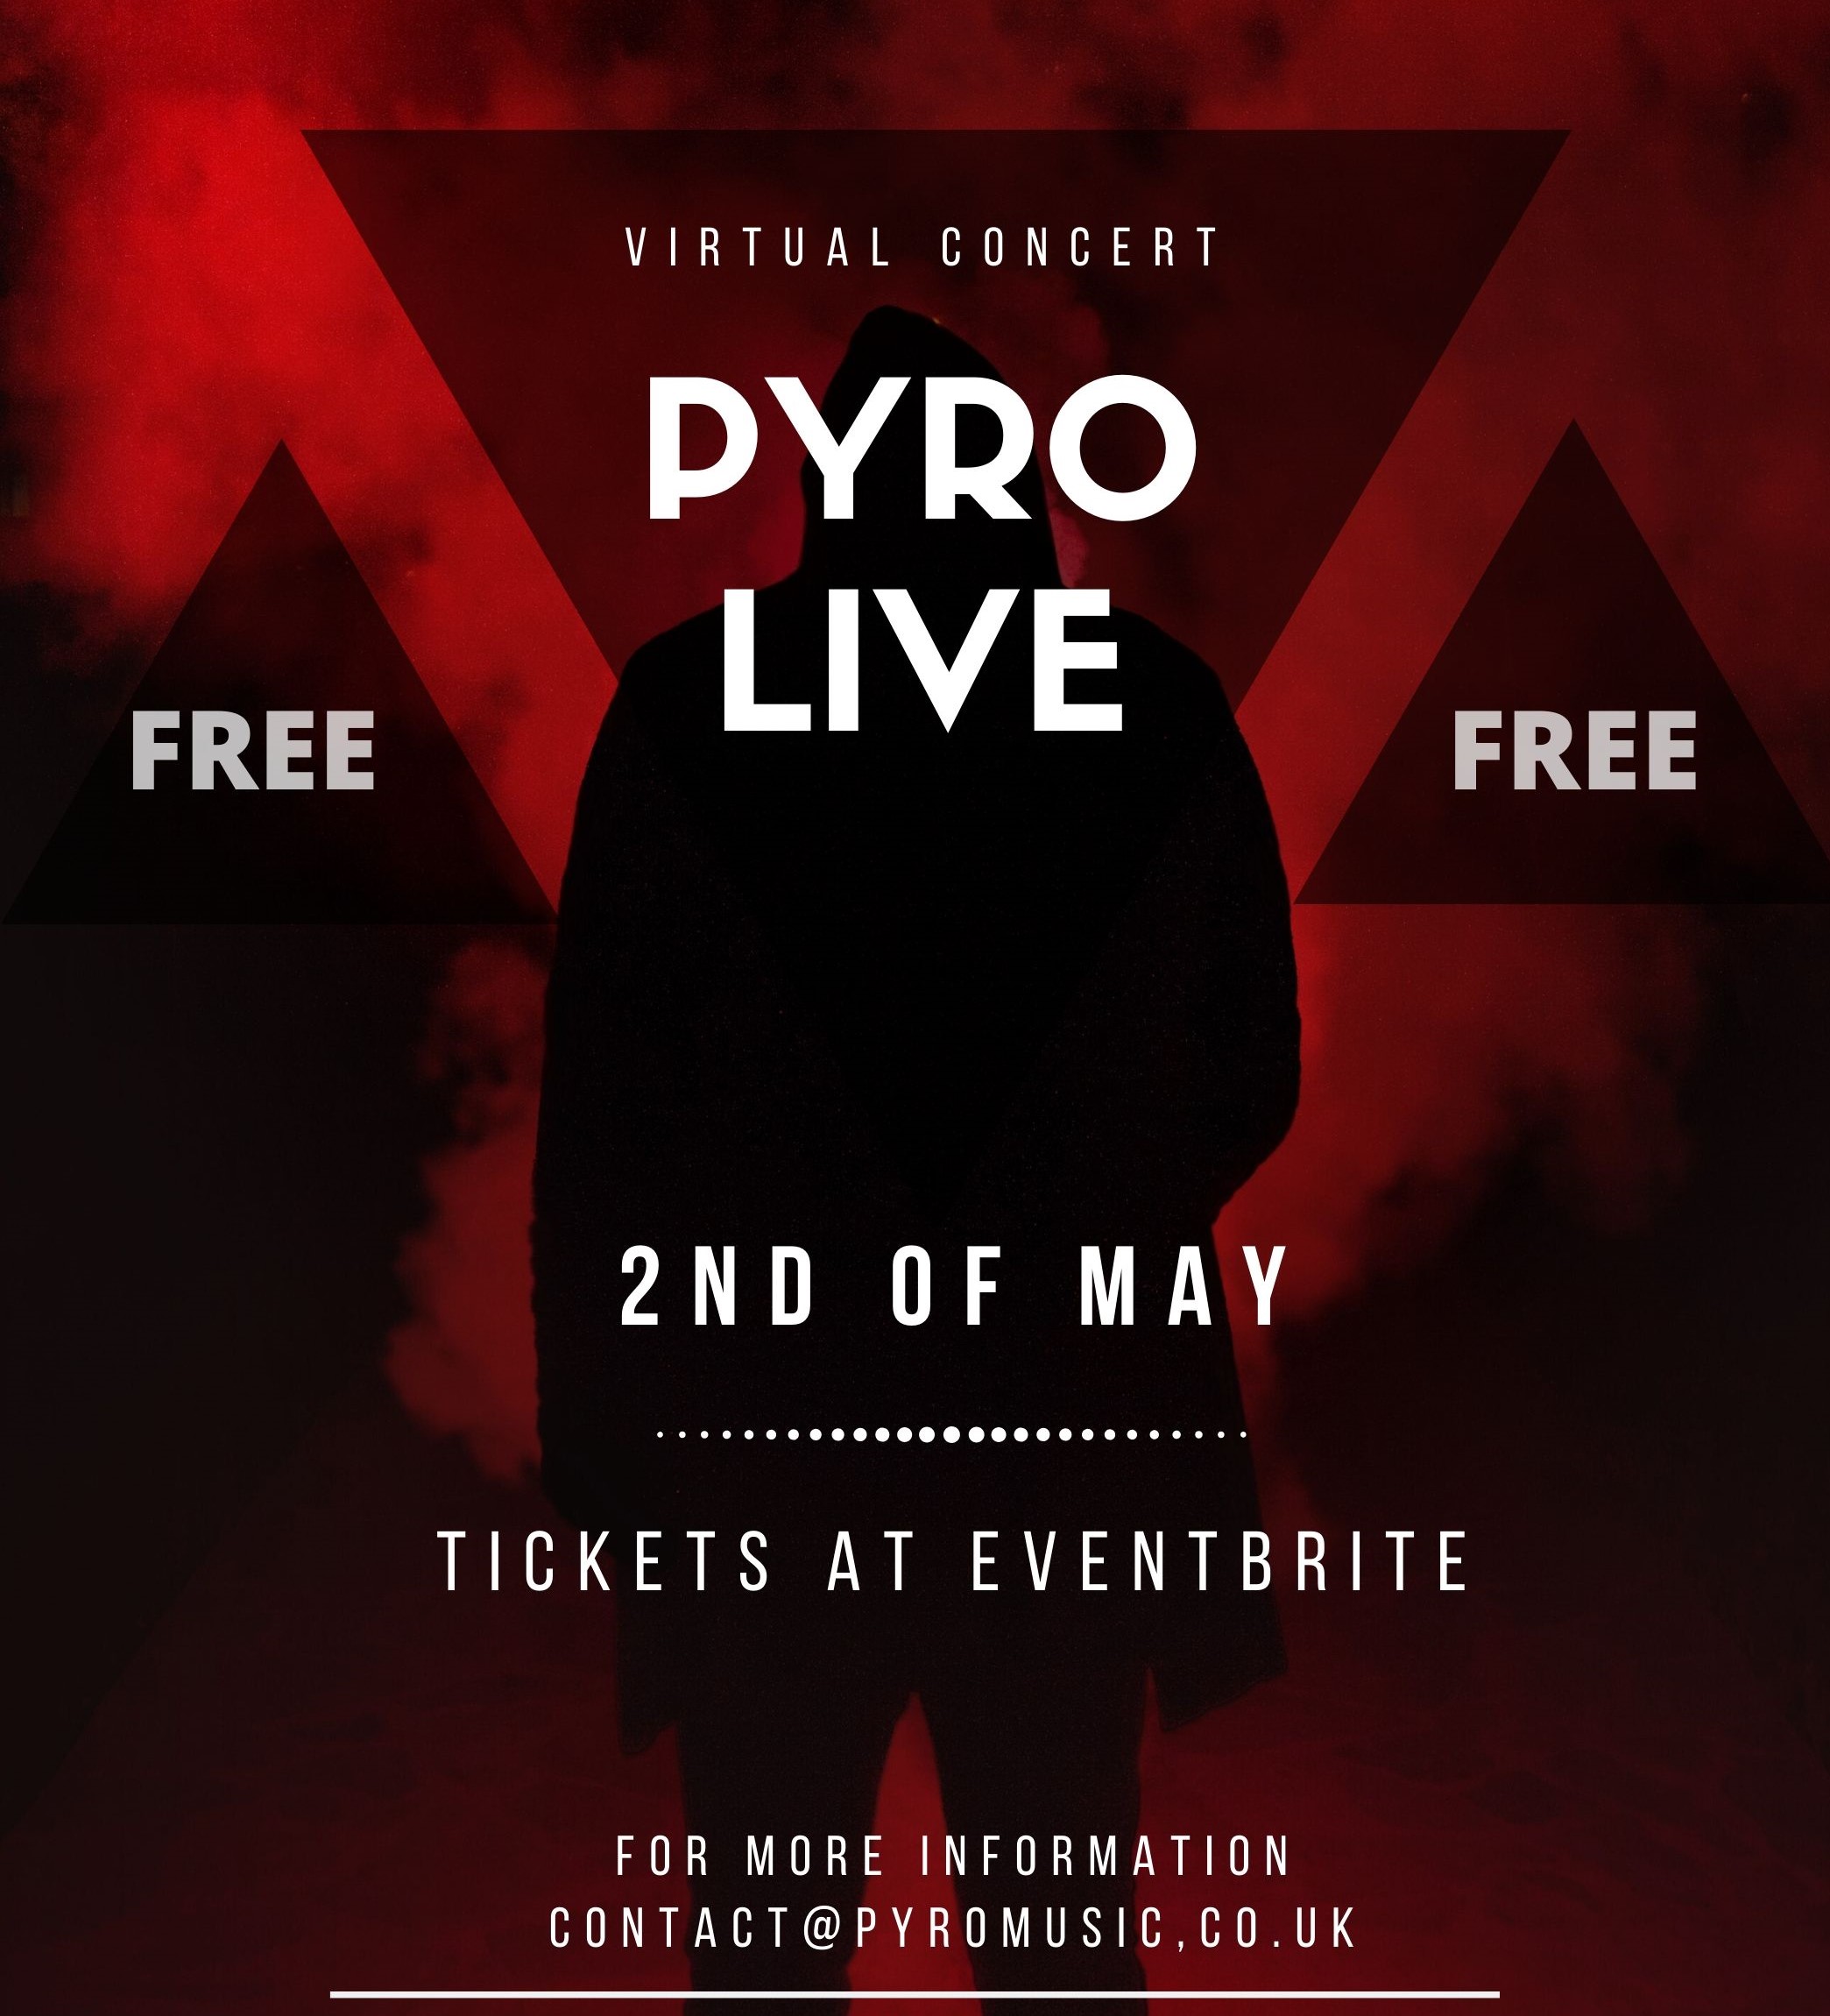 VIRTUAL CONCERT
PYRO
LIVE
FREE
FREE
2ND OF MAY
TICKETS AT EVENTBRITE
FOR MORE INFORMATION
CONTACT@PYROMUSIC,CO.UK